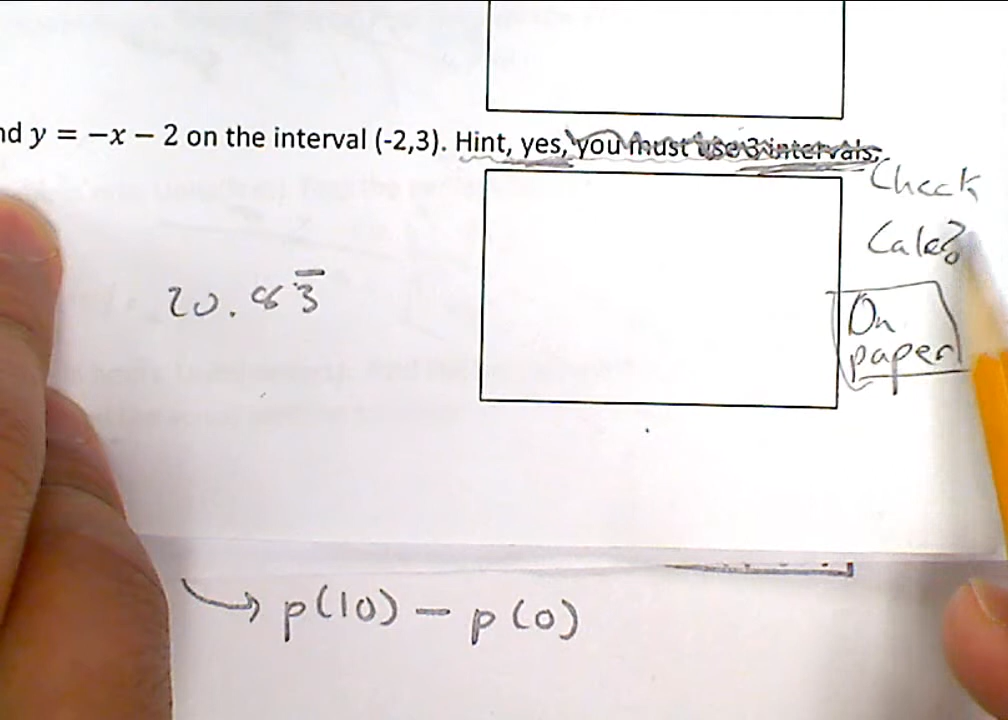 nd y = −x − 2 on the interval (-2,3). Hint, yes, you must use 3 intervals.
Check
Calc?
On
paper
20.83̅
p(10) − p(0)